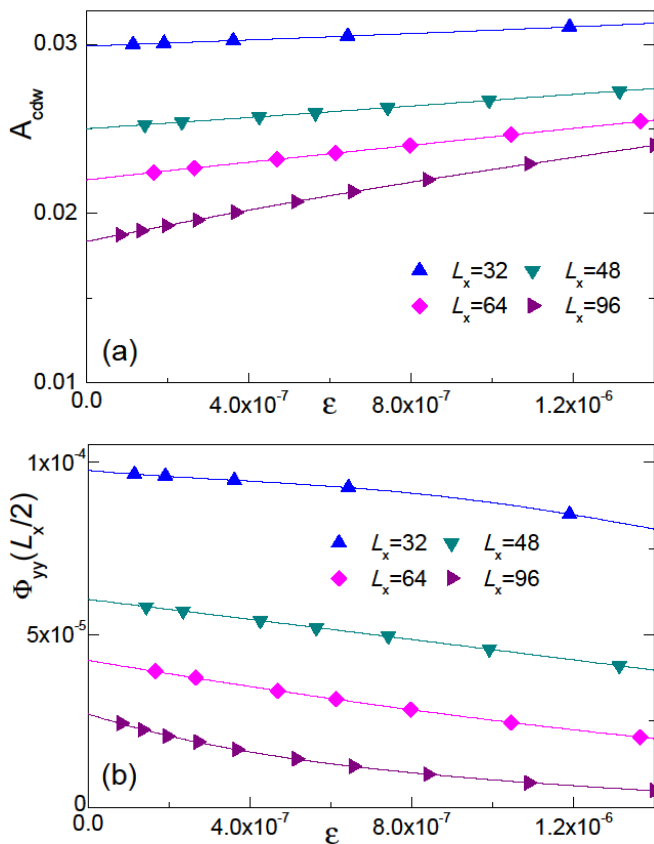 0.03
A_cdw
0.02
L_x=32 L_x=48
L_x=64 L_x=96
(a)
0.01
0.0 4.0x10^-7 ε 8.0x10^-7 1.2x10^-6
1x10^-4
Φ_yy(L_x/2)
L_x=32 L_x=48
L_x=64 L_x=96
5x10^-5
(b)
0
0.0 4.0x10^-7 ε 8.0x10^-7 1.2x10^-6